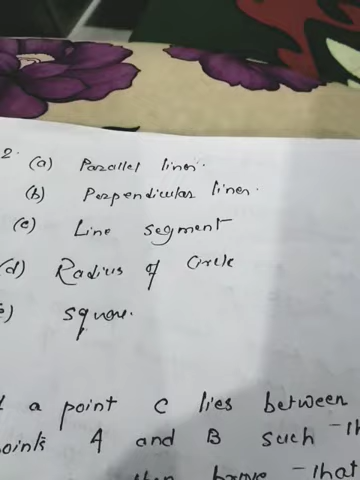 2. (a) Parallel lines.
(b) Perpendicular lines.
(c) Line segment
(d) Radius of circle
) square.
a point C lies between
points A and B such
that